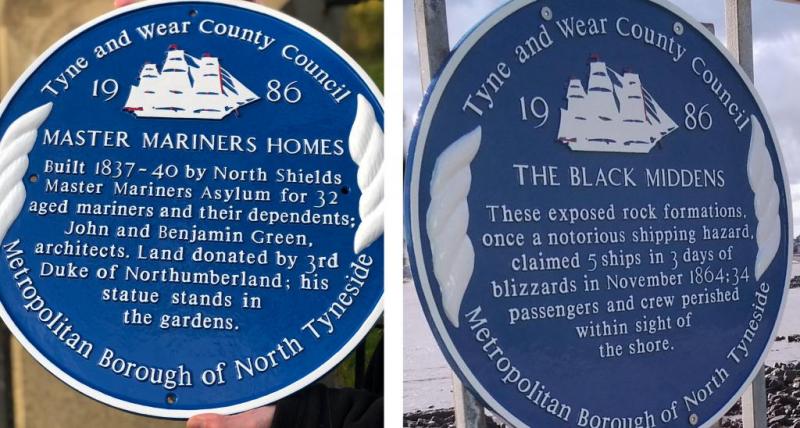 Tyne and Wear County Council
1986
MASTER MARINERS HOMES
Built 1837-40 by North Shields
Master Mariners Asylum for 32
aged mariners and their dependents;
John and Benjamin Green,
architects. Land donated by 3rd
Duke of Northumberland; his
statue stands in
the gardens.
Metropolitan Borough of North Tyneside
Tyne and Wear County Council
1986
THE BLACK MIDDENS
These exposed rock formations,
once a notorious shipping hazard,
claimed 5 ships in 3 days of
blizzards in November 1864; 34
passengers and crew perished
within sight of
the shore.
Metropolitan Borough of North Tyneside